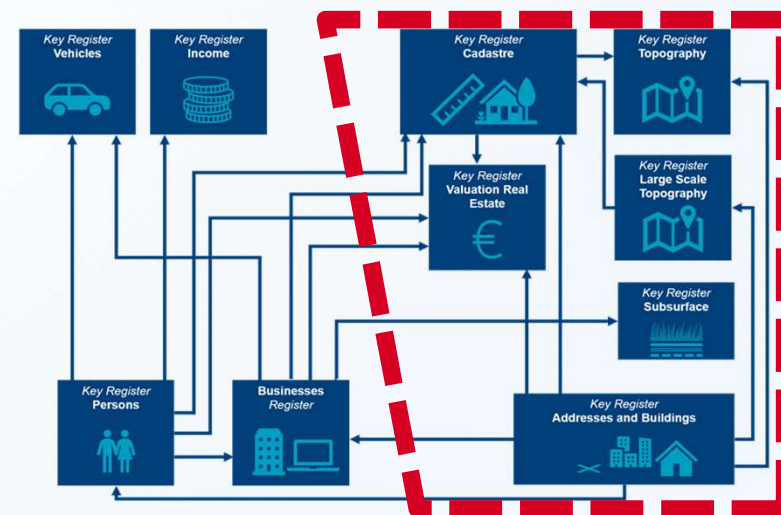 Key Register
Vehicles
Key Register
Income
Key Register
Cadastre
Key Register
Topography
Key Register
Valuation Real
Estate
€
Key Register
Large Scale
Topography
Key Register
Subsurface
Key Register
Persons
Businesses
Register
Key Register
Addresses and Buildings